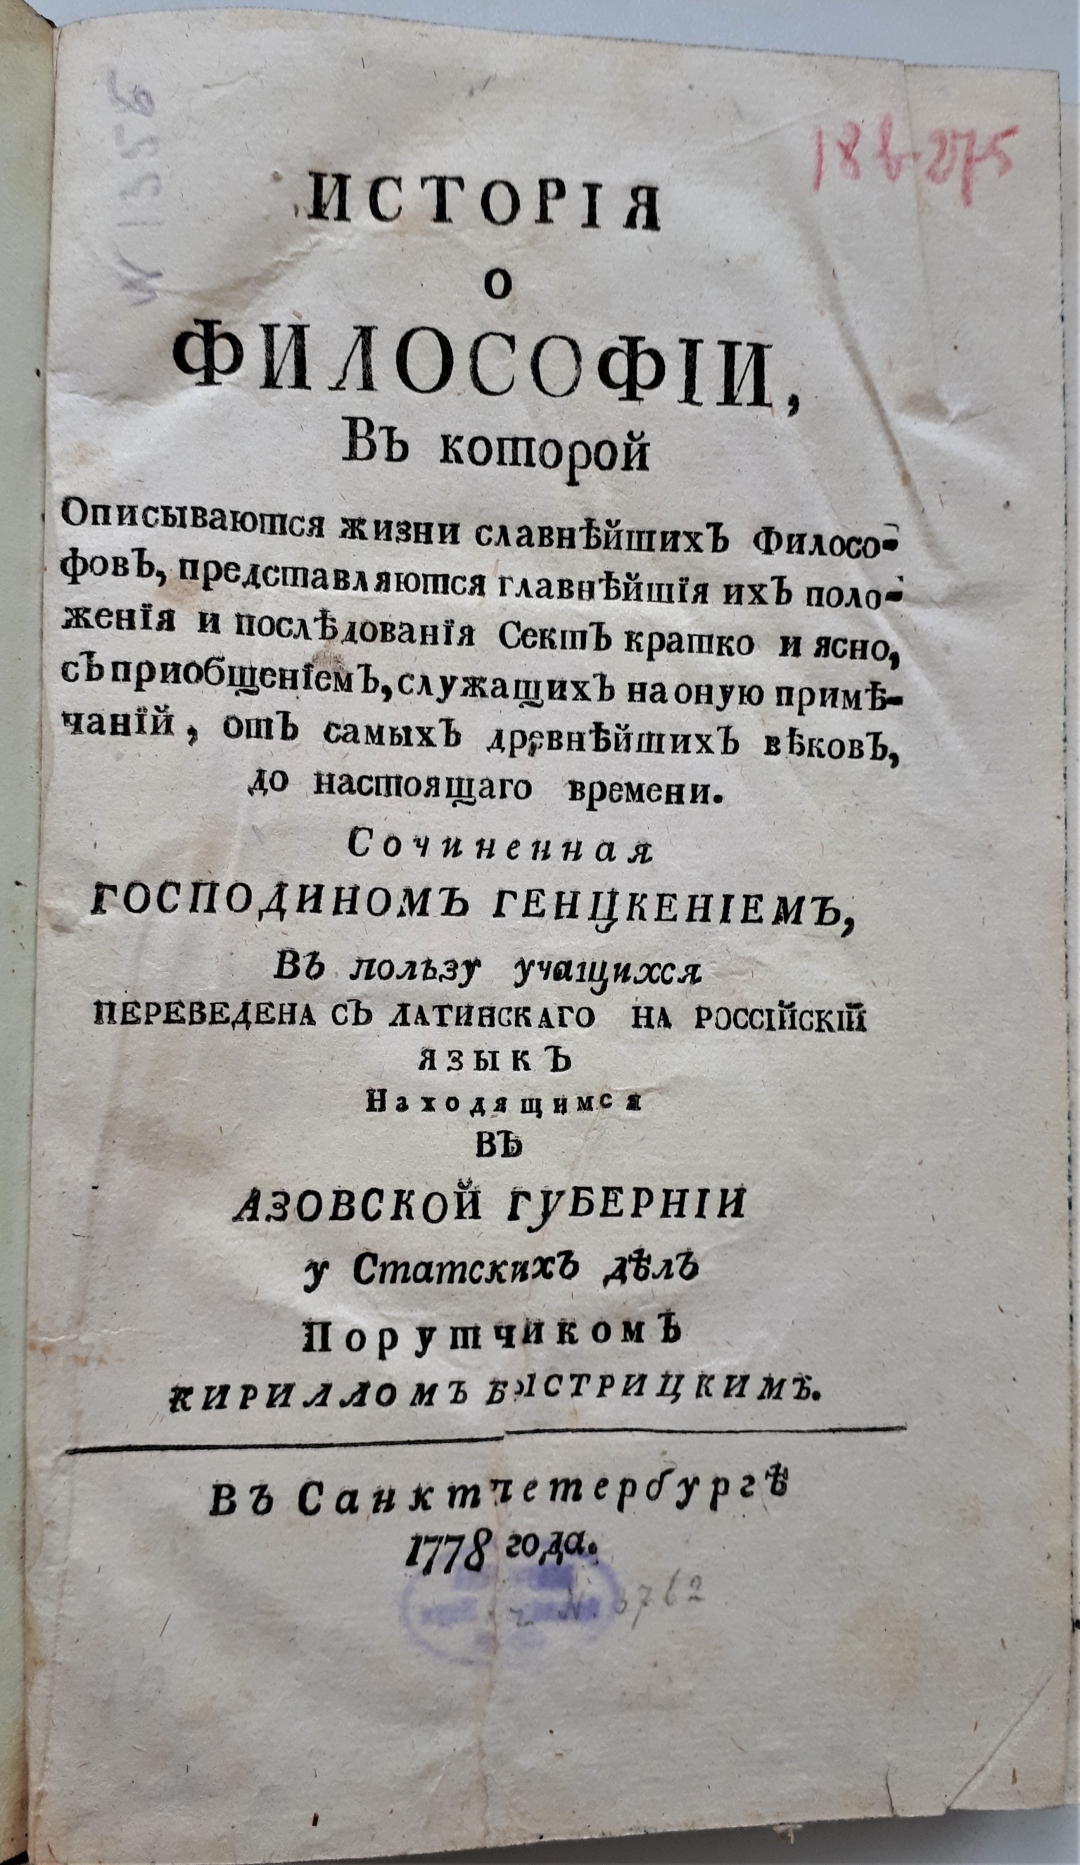 18 6-275
ИСТОРІЯ
о
ФИЛОСОФІИ,
Въ которой
Описываются жизни славнѣйшихъ Филосо-
фовъ, представляются главнѣйшія ихъ поло-
женія и послѣдованія Сектъ кратко и ясно,
съ приобщеніемъ, служащихъ на оную примѣ-
чаній, отъ самыхъ древнѣйшихъ вѣковъ,
до настоящаго времени.
Сочиненная
ГОСПОДИНОМЪ ГЕНЦКЕНІЕМЪ,
Въ пользу учащихся
ПЕРЕВЕДЕНА СЪ ЛАТИНСКАГО НА РОССІЙСКІЙ
ЯЗЫКЪ
Находящимся
ВЪ
АЗОВСКОЙ ГУБЕРНІИ
у Статскихъ дѣлъ
Порутчикомъ
КИРИЛЛОМЪ БЫСТРИЦКИМЪ.
Въ Санктпетербургѣ
1778 года.